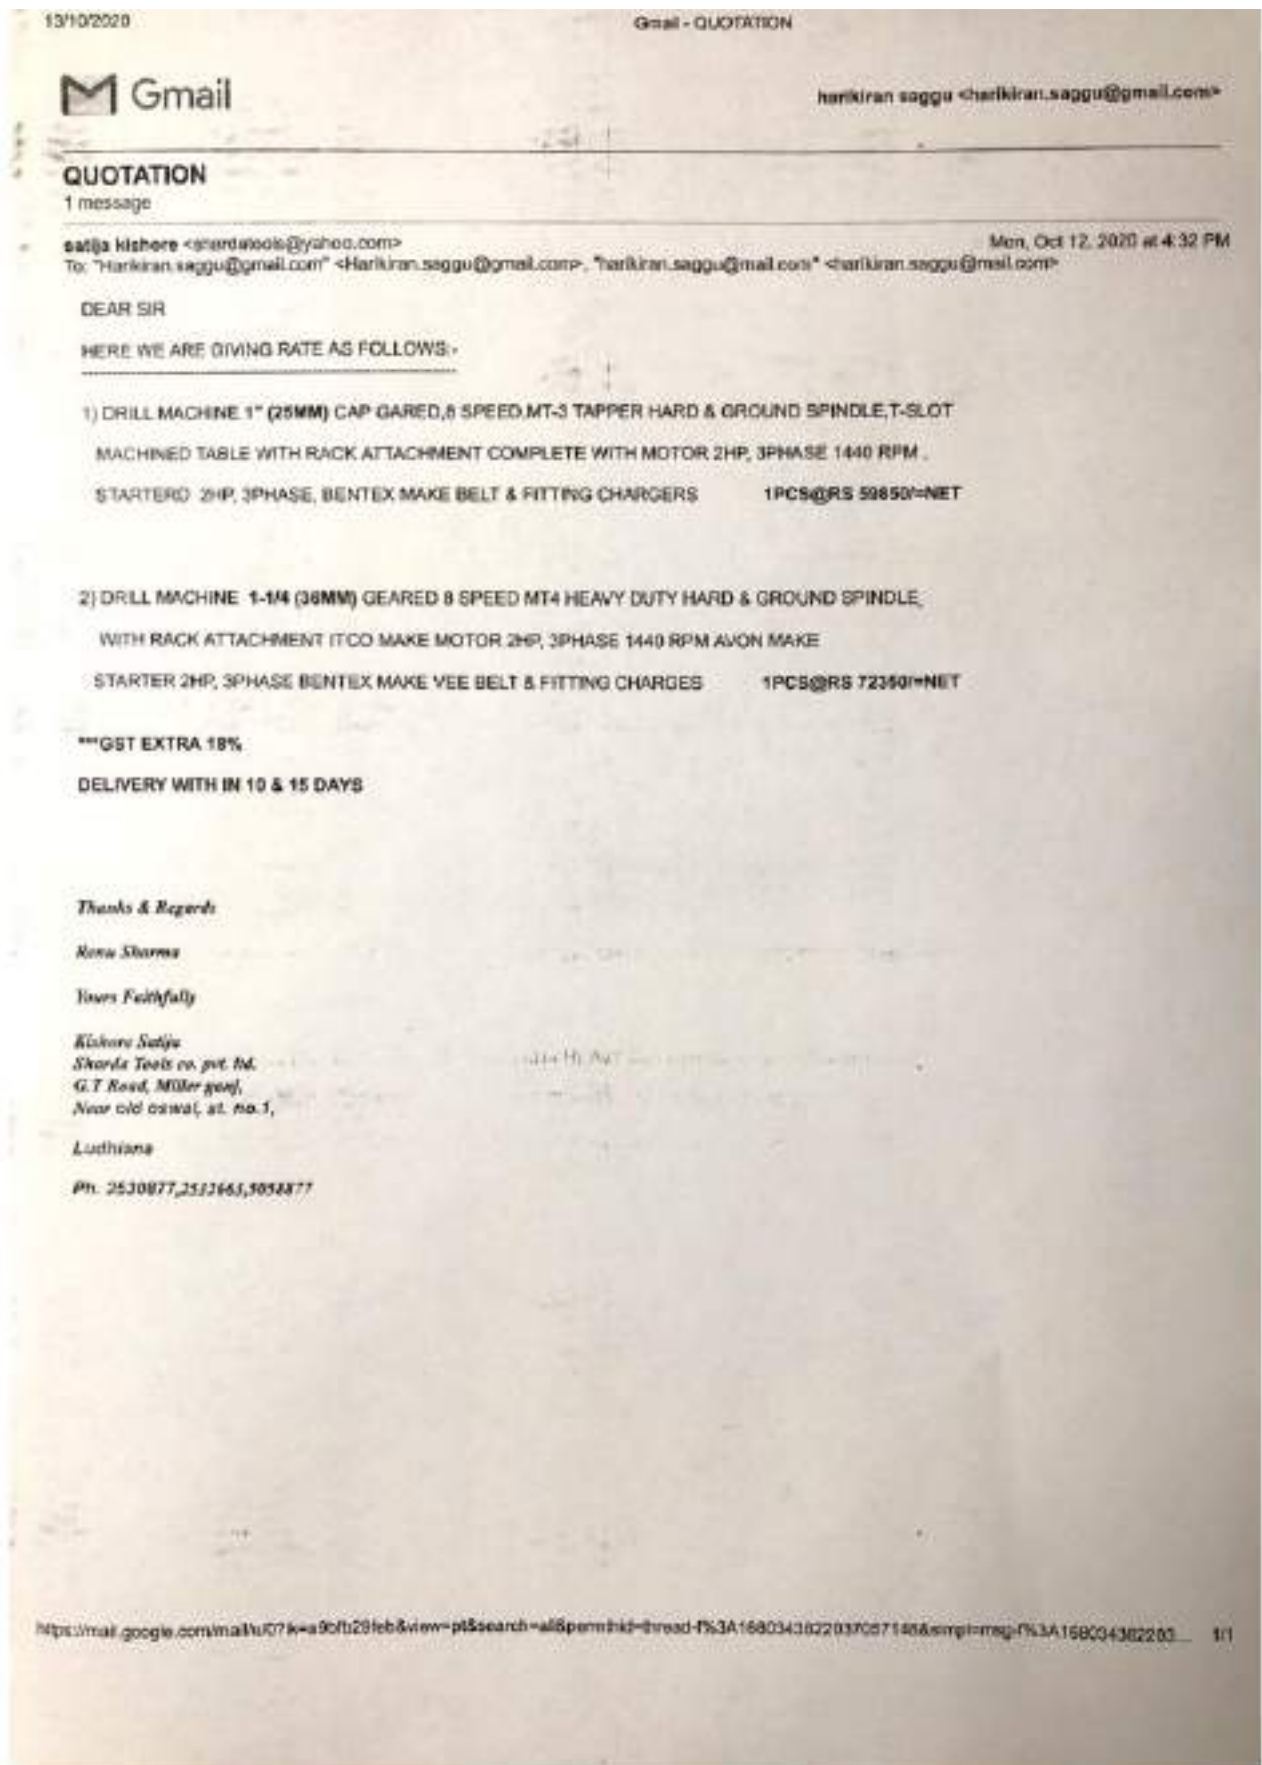 13/10/2020 Gmail - QUOTATION
Gmail
harikiran saggu <harikiran.saggu@gmail.com>
QUOTATION
1 message
satija kishore <shardatools@yahoo.com> Mon, Oct 12, 2020 at 4:32 PM
To: "Harikiran.saggu@gmail.com" <Harikiran.saggu@gmail.com>, "harikiran.saggu@mail.com" <harikiran.saggu@mail.com>
DEAR SIR
HERE WE ARE GIVING RATE AS FOLLOWS:-
1) DRILL MACHINE 1" (25MM) CAP GARED,8 SPEED,MT-3 TAPPER HARD & GROUND SPINDLE,T-SLOT
MACHINED TABLE WITH RACK ATTACHMENT COMPLETE WITH MOTOR 2HP, 3PHASE 1440 RPM ,
STARTERD 2HP, 3PHASE, BENTEX MAKE BELT & FITTING CHARGERS 1PCS@RS 59850/=NET
2) DRILL MACHINE 1-1/4 (38MM) GEARED 8 SPEED MT4 HEAVY DUTY HARD & GROUND SPINDLE,
WITH RACK ATTACHMENT ITCO MAKE MOTOR 2HP, 3PHASE 1440 RPM AVON MAKE
STARTER 2HP, 3PHASE BENTEX MAKE VEE BELT & FITTING CHARGES 1PCS@RS 72350/=NET
***GST EXTRA 18%
DELIVERY WITH IN 10 & 15 DAYS
Thanks & Regards
Renu Sharma
Yours Faithfully
Kishore Satija
Sharda Tools co. pvt. ltd.
G.T Road, Miller ganj,
Near old oswal, st. no.1,
Ludhiana
Ph. 2530877,2532663,5058877
1/1